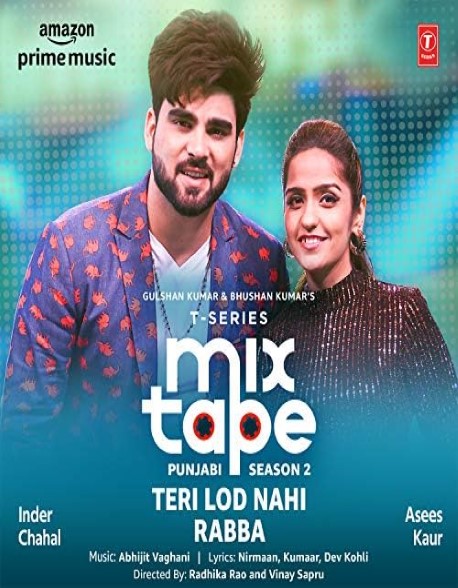 amazon
prime music
T
T-SERIES
GULSHAN KUMAR & BHUSHAN KUMAR'S
T-SERIES
mix
tape
PUNJABI SEASON 2
TERI LOD NAHI
RABBA
Inder
Chahal
Asees
Kaur
Music: Abhijit Vaghani | Lyrics: Nirmaan, Kumaar, Dev Kohli
Directed By: Radhika Rao and Vinay Sapru